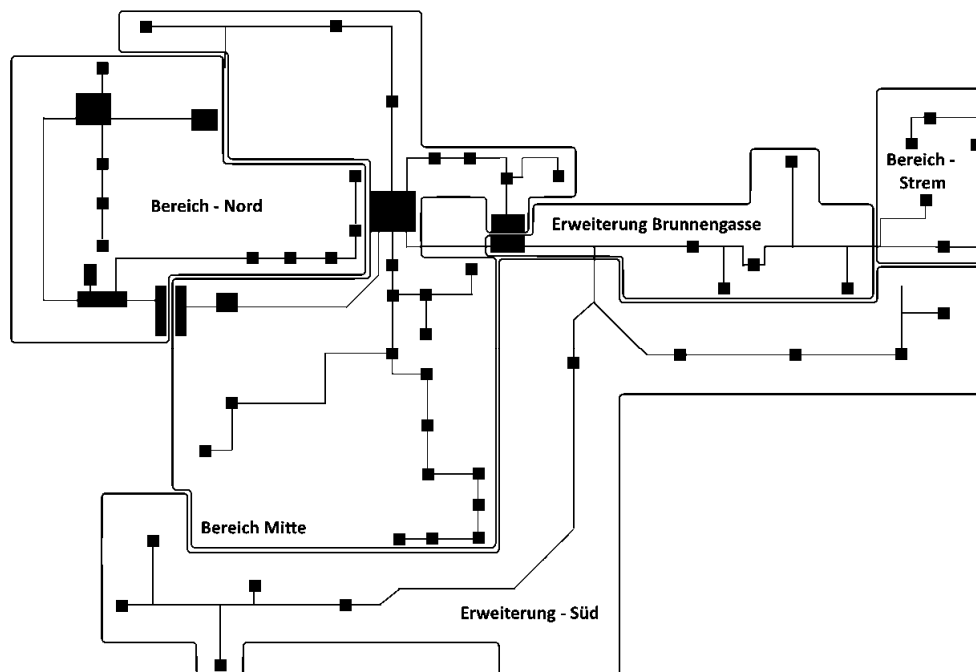 Bereich - Nord
Erweiterung Brunnengasse
Bereich -
Strem
Bereich Mitte
Erweiterung - Süd